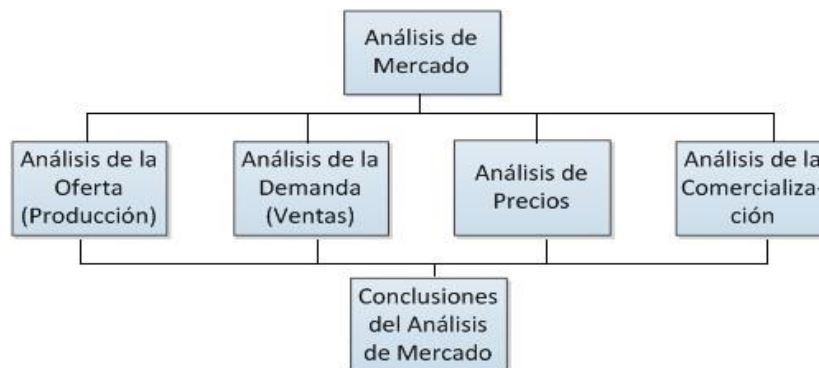 Análisis de
Mercado
Análisis de la
Oferta
(Producción)
Análisis de la
Demanda
(Ventas)
Análisis de
Precios
Análisis de la
Comercializa-
ción
Conclusiones
del Análisis
de Mercado